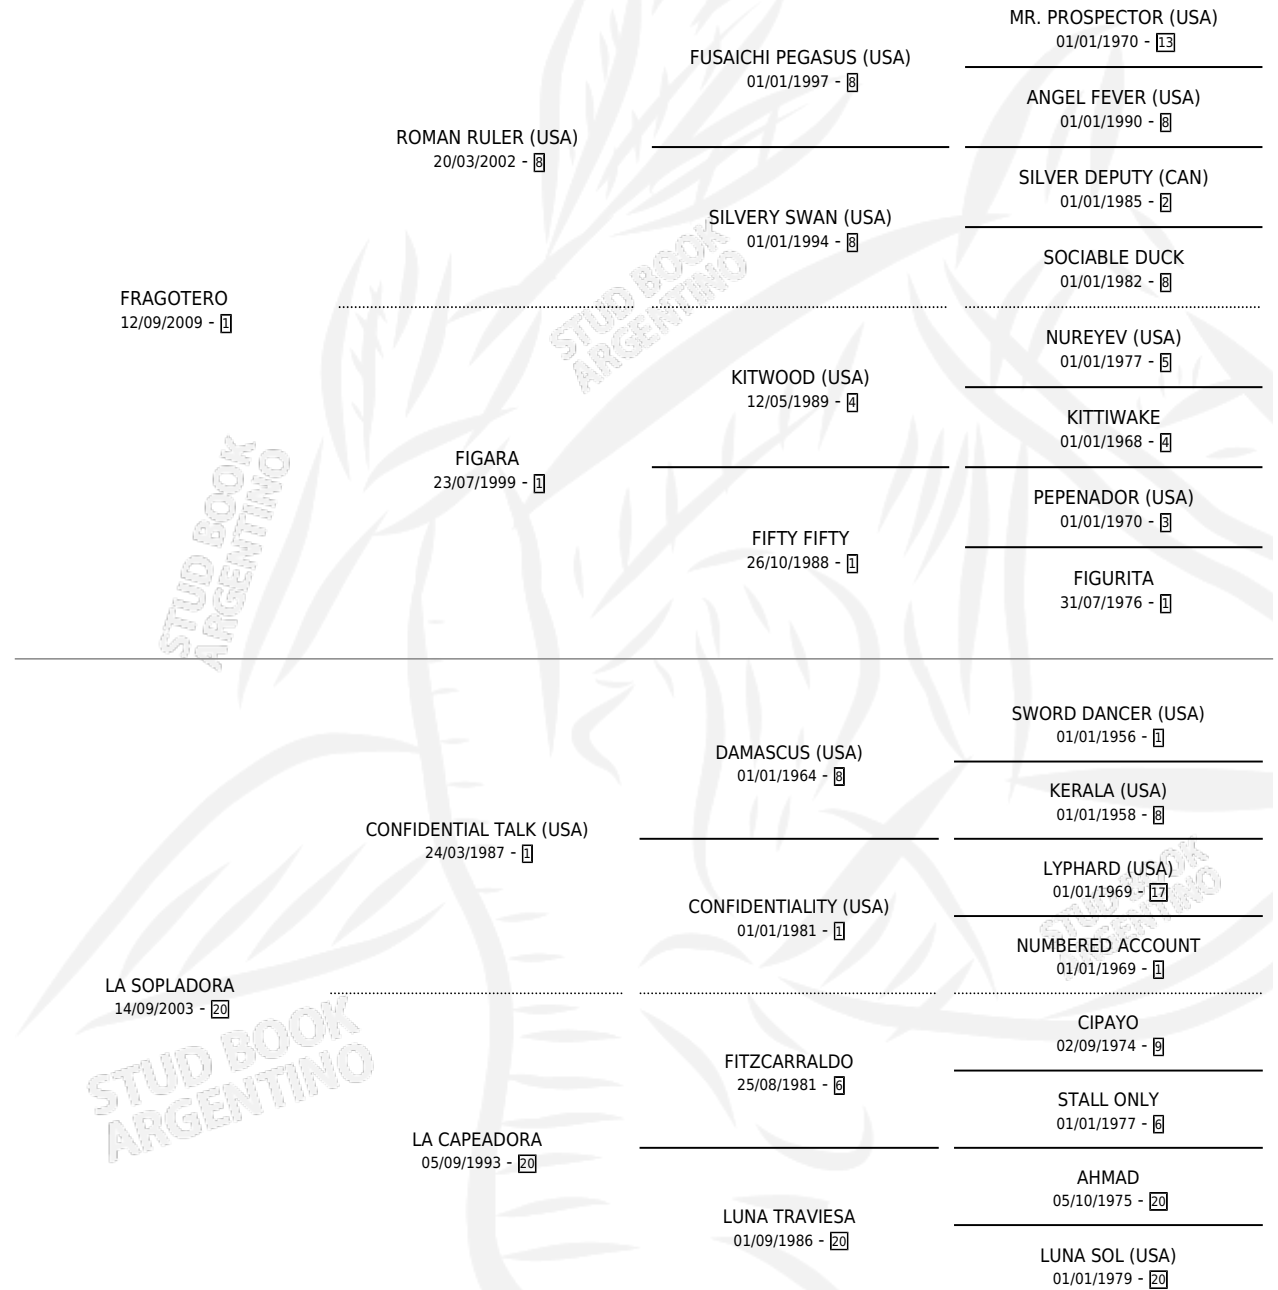 MR. PROSPECTOR (USA)
01/01/1970 - 13
FUSAICHI PEGASUS (USA)
01/01/1997 - 8
ANGEL FEVER (USA)
01/01/1990 - 8
ROMAN RULER (USA)
20/03/2002 - 8
SILVER DEPUTY (CAN)
01/01/1985 - 2
SILVERY SWAN (USA)
01/01/1994 - 8
SOCIABLE DUCK
01/01/1982 - 8
FRAGOTERO
12/09/2009 - 1
STUD BOOK
ARGENTINO
NUREYEV (USA)
01/01/1977 - 5
KITWOOD (USA)
12/05/1989 - 4
KITTIWAKE
01/01/1968 - 4
FIGARA
23/07/1999 - 1
PEPENADOR (USA)
01/01/1970 - 3
FIFTY FIFTY
26/10/1988 - 1
FIGURITA
31/07/1976 - 1
STUD BOOK
ARGENTINO
SWORD DANCER (USA)
01/01/1956 - 1
DAMASCUS (USA)
01/01/1964 - 8
KERALA (USA)
01/01/1958 - 8
CONFIDENTIAL TALK (USA)
24/03/1987 - 1
LYPHARD (USA)
01/01/1969 - 17
CONFIDENTIALITY (USA)
01/01/1981 - 1
NUMBERED ACCOUNT
01/01/1969 - 1
STUD BOOK
ARGENTINO
LA SOPLADORA
14/09/2003 - 20
CIPAYO
02/09/1974 - 9
FITZCARRALDO
25/08/1981 - 6
STALL ONLY
01/01/1977 - 6
STUD BOOK
ARGENTINO
LA CAPEADORA
05/09/1993 - 20
AHMAD
05/10/1975 - 20
LUNA TRAVIESA
01/09/1986 - 20
LUNA SOL (USA)
01/01/1979 - 20